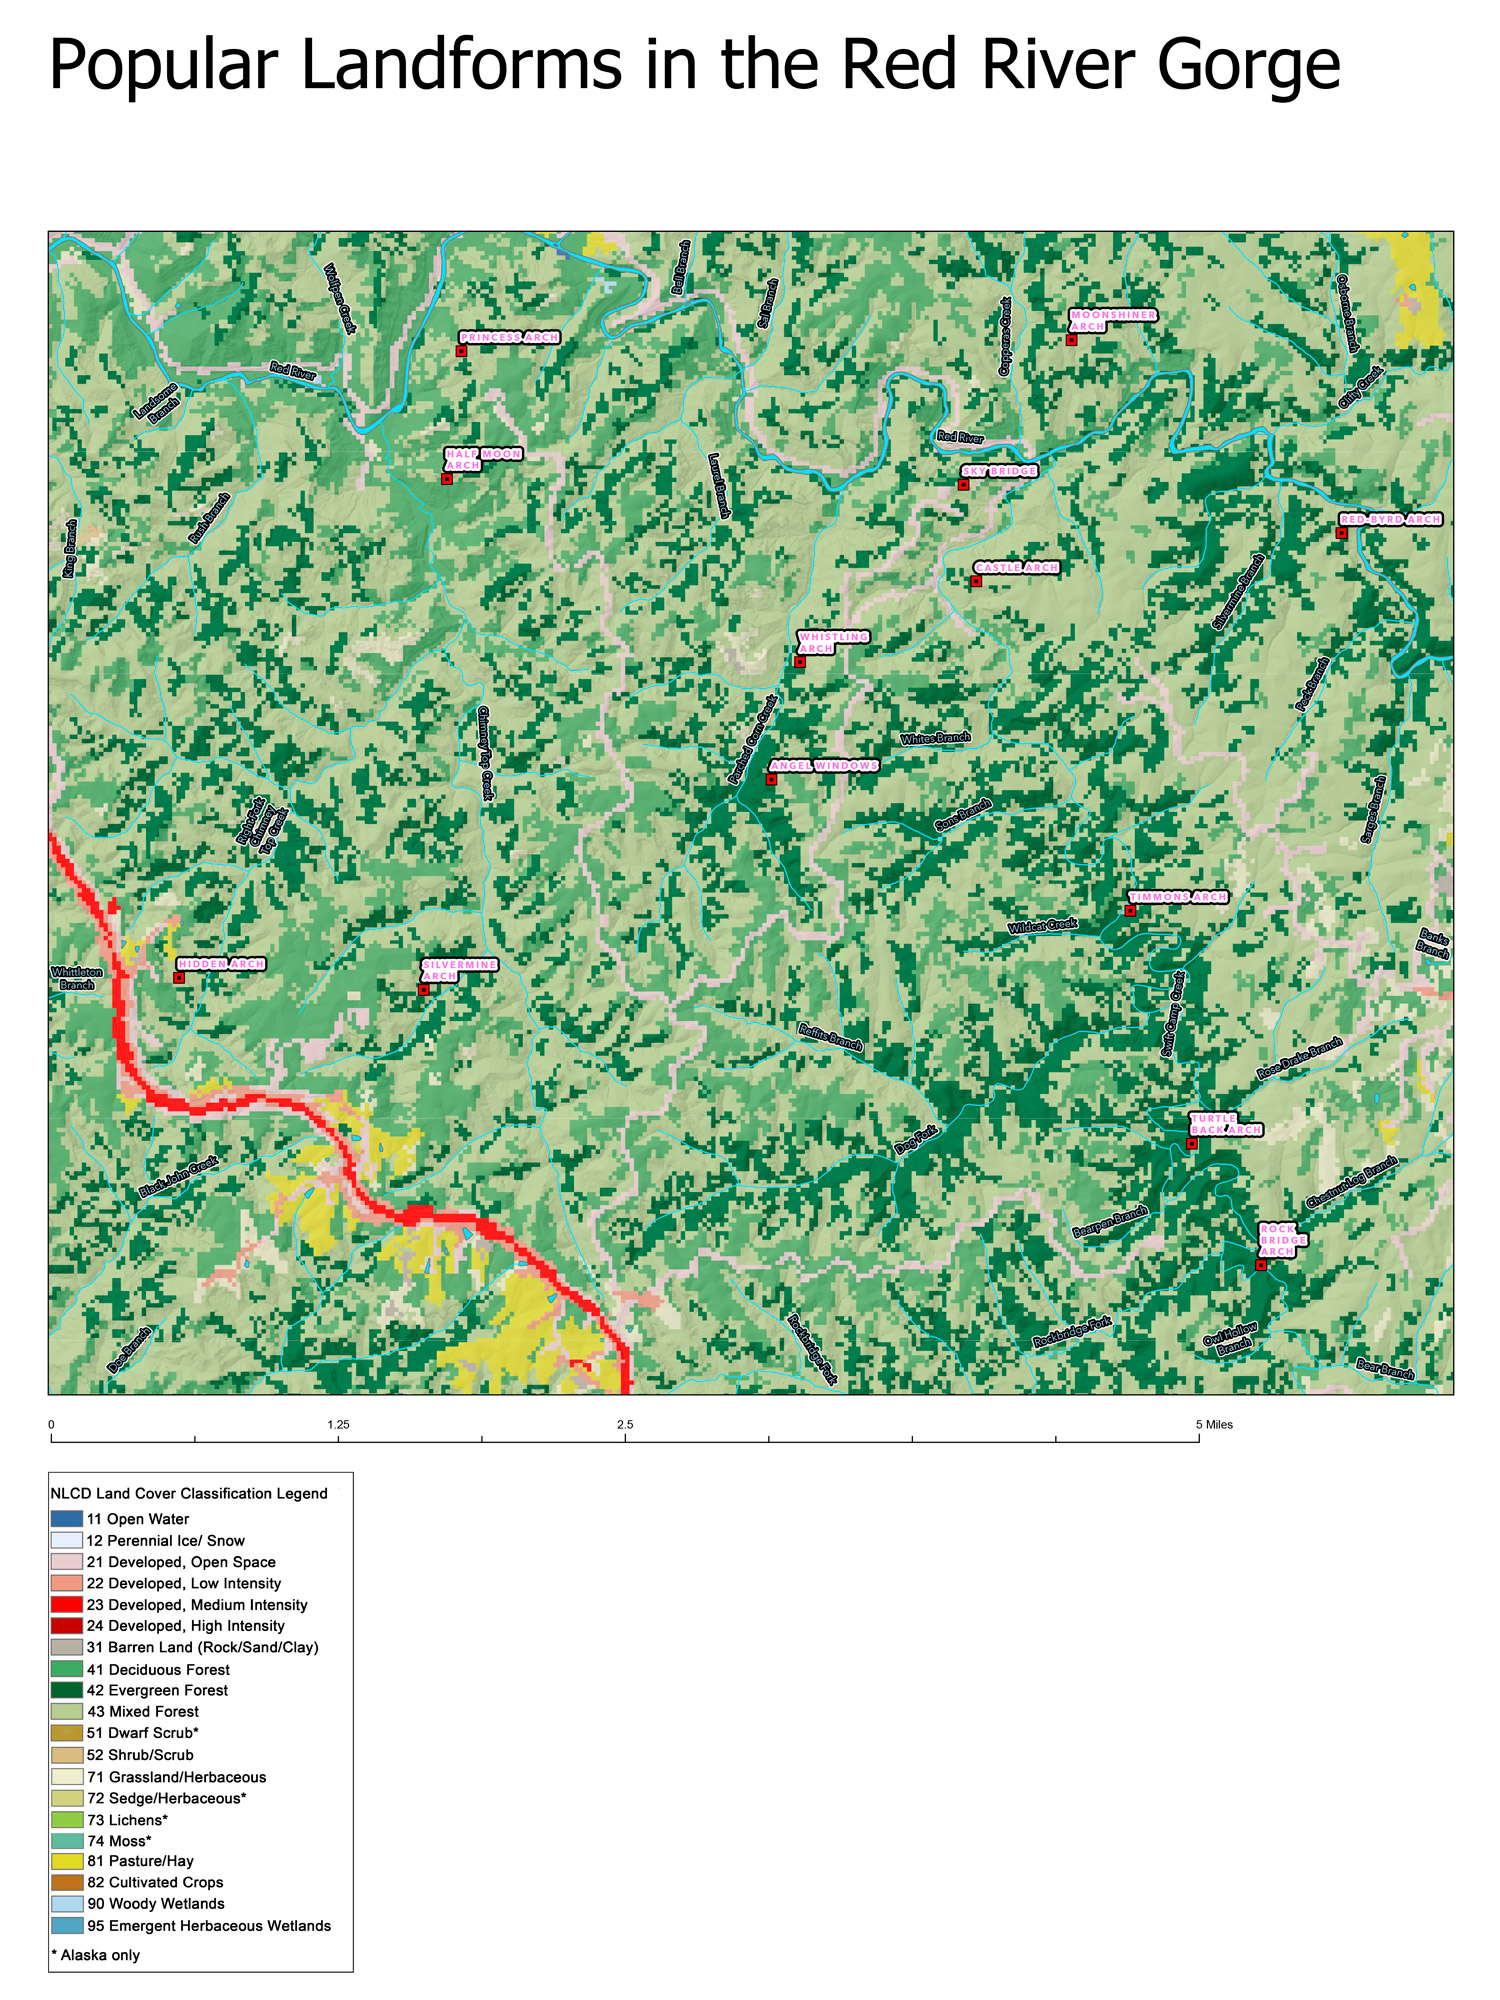 Popular Landforms in the Red River Gorge
Bell Branch
Wolfpen Creek
Sal Branch
Osborne Branch
Copperas Creek
MOONSHINER
ARCH
PRINCESS ARCH
Red River
Clifty Creek
Landsome
Branch
Red River
HALF MOON
ARCH
SKY BRIDGE
Laurel Branch
Rush Branch
King Branch
RED BYRD ARCH
CASTLE ARCH
Silvermine Branch
WHISTLING
ARCH
Peck Branch
Parched Corn Creek
Chimney Top Creek
Whites Branch
ANGEL WINDOWS
Right Fork
Chimney
Top Creek
Sons Branch
Sarges Branch
TIMMONS ARCH
Wildcat Creek
Banks
Branch
HIDDEN ARCH
SILVERMINE
ARCH
Whittleton
Branch
Swift Camp Creek
Reffits Branch
Rose Drake Branch
TURTLE
BACK ARCH
Dog Fork
Black John Creek
Chestnut Log Branch
Bearpen Branch
ROCK
BRIDGE
ARCH
Rockbridge Fork
Rockbridge Fork
Owl Hollow
Branch
Doe Branch
Bear Branch
0 1.25 2.5 5 Miles
NLCD Land Cover Classification Legend
11 Open Water
12 Perennial Ice/ Snow
21 Developed, Open Space
22 Developed, Low Intensity
23 Developed, Medium Intensity
24 Developed, High Intensity
31 Barren Land (Rock/Sand/Clay)
41 Deciduous Forest
42 Evergreen Forest
43 Mixed Forest
51 Dwarf Scrub*
52 Shrub/Scrub
71 Grassland/Herbaceous
72 Sedge/Herbaceous*
73 Lichens*
74 Moss*
81 Pasture/Hay
82 Cultivated Crops
90 Woody Wetlands
95 Emergent Herbaceous Wetlands
* Alaska only